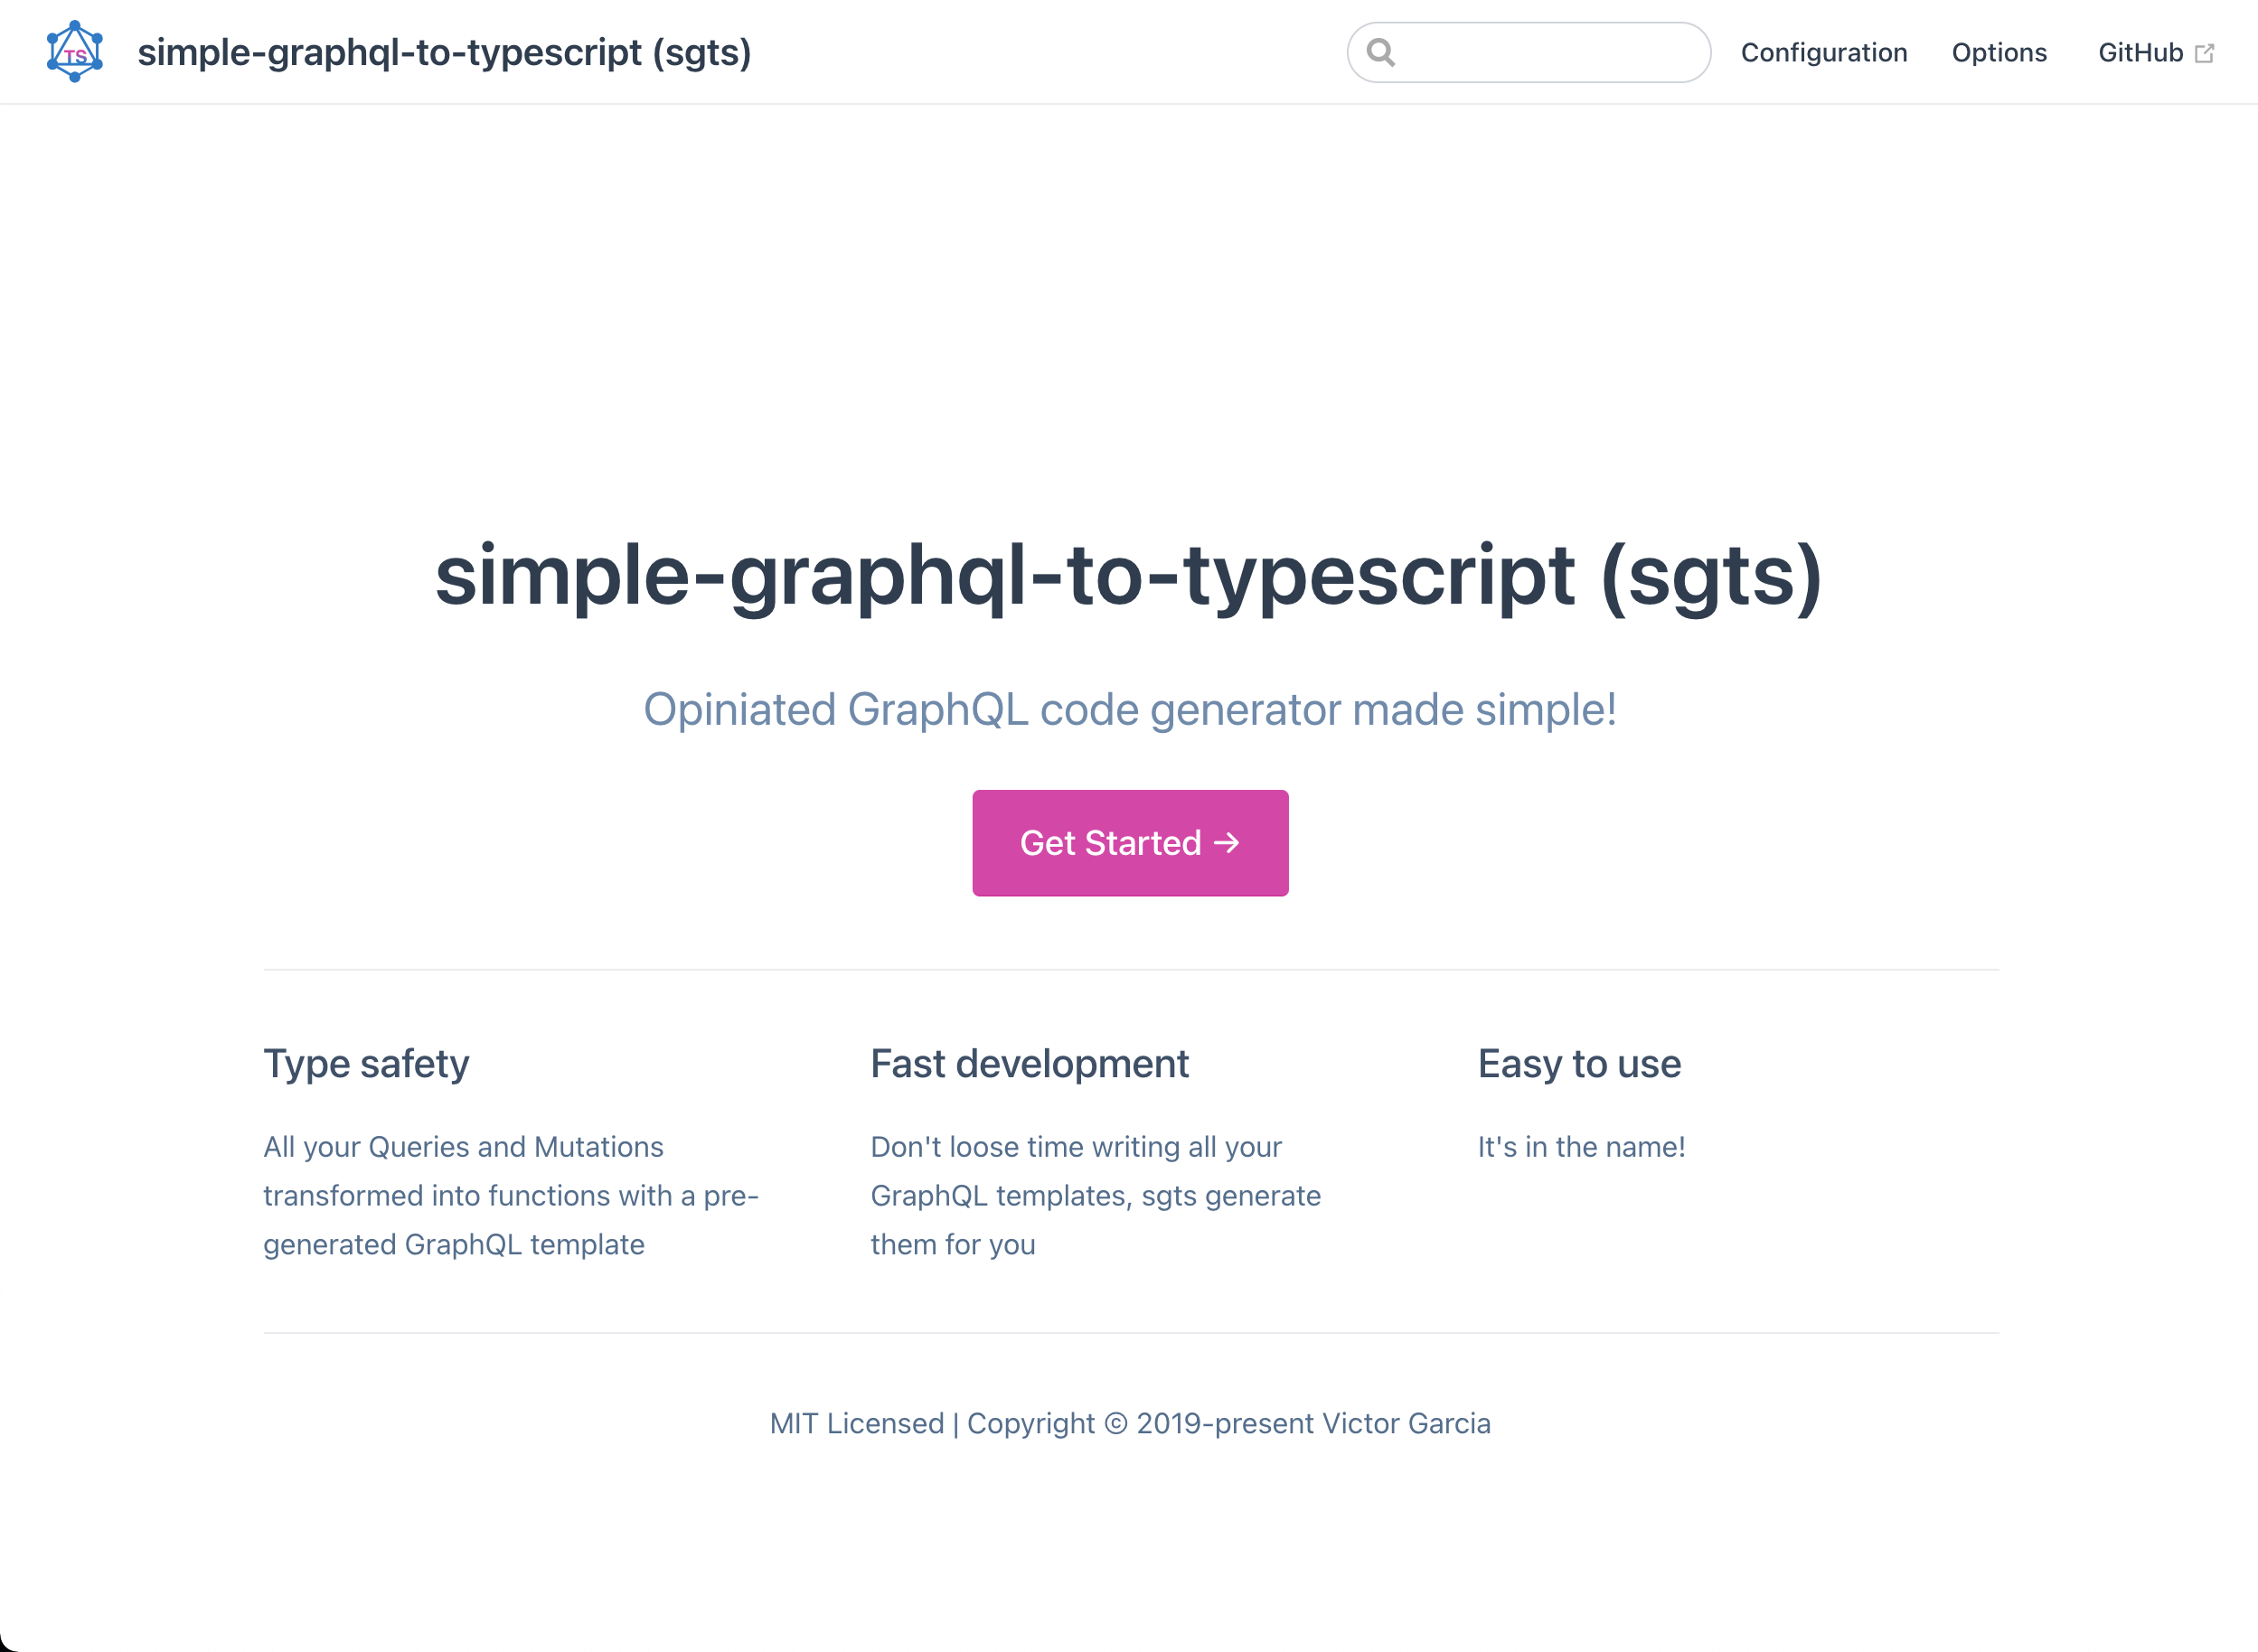 TS
simple-graphql-to-typescript (sgts)
Configuration
Options
GitHub
simple-graphql-to-typescript (sgts)
Opiniated GraphQL code generator made simple!
Get Started →
Type safety
All your Queries and Mutations
transformed into functions with a pre-
generated GraphQL template
Fast development
Don't loose time writing all your
GraphQL templates, sgts generate
them for you
Easy to use
It's in the name!
MIT Licensed | Copyright © 2019-present Victor Garcia